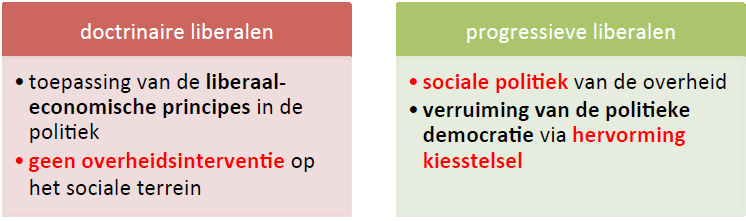 doctrinaire liberalen
• toepassing van de liberaal-
economische principes in de
politiek
• geen overheidsinterventie op
het sociale terrein
progressieve liberalen
• sociale politiek van de overheid
• verruiming van de politieke
democratie via hervorming
kiesstelsel